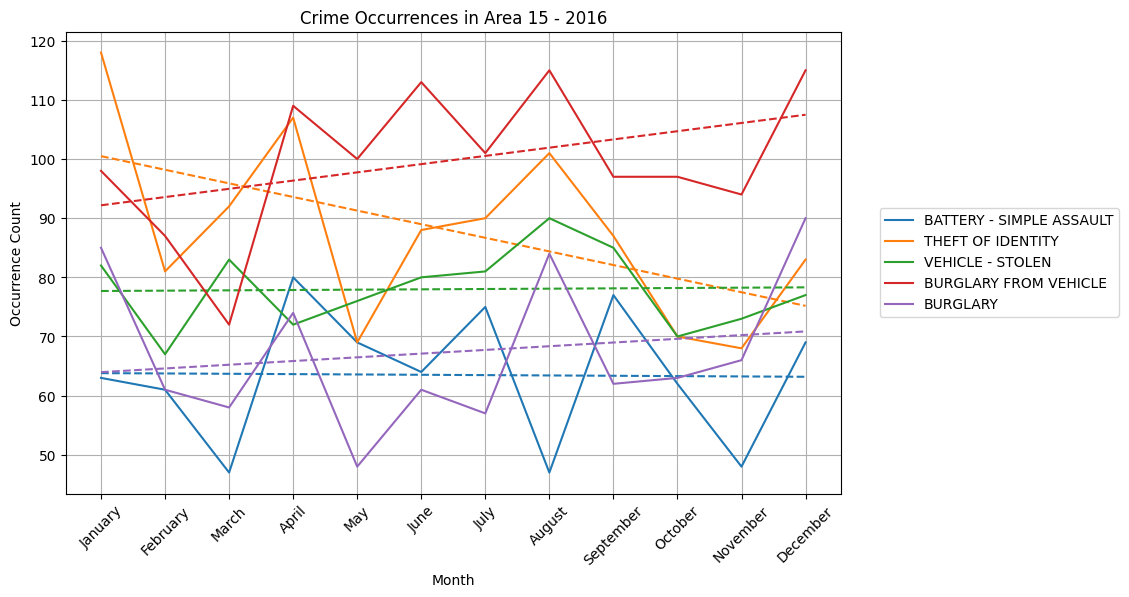 Crime Occurrences in Area 15 - 2016
Occurrence Count
120
110
100
90
80
70
60
50
January
February
March
April
May
June
July
August
September
October
November
December
Month
BATTERY - SIMPLE ASSAULT
THEFT OF IDENTITY
VEHICLE - STOLEN
BURGLARY FROM VEHICLE
BURGLARY